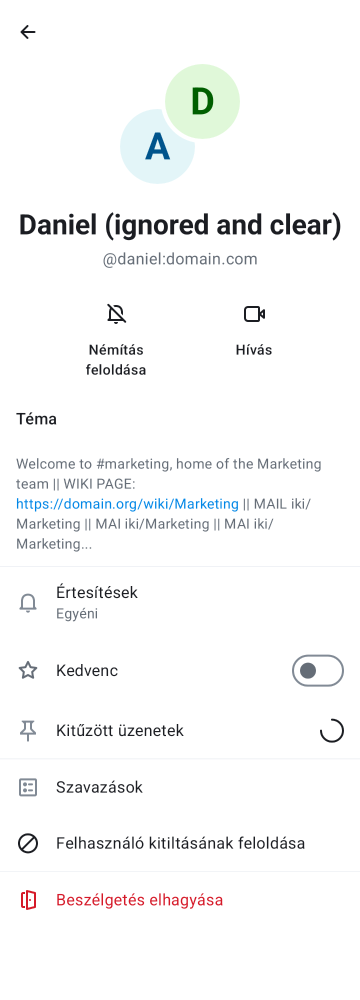 D
A
Daniel (ignored and clear)
@daniel:domain.com
Némítás
feloldása
Hívás
Téma
Welcome to #marketing, home of the Marketing
team || WIKI PAGE:
https://domain.org/wiki/Marketing || MAIL iki/
Marketing || MAI iki/Marketing || MAI iki/
Marketing...
Értesítések
Egyéni
Kedvenc
Kitűzött üzenetek
Szavazások
Felhasználó kitiltásának feloldása
Beszélgetés elhagyása